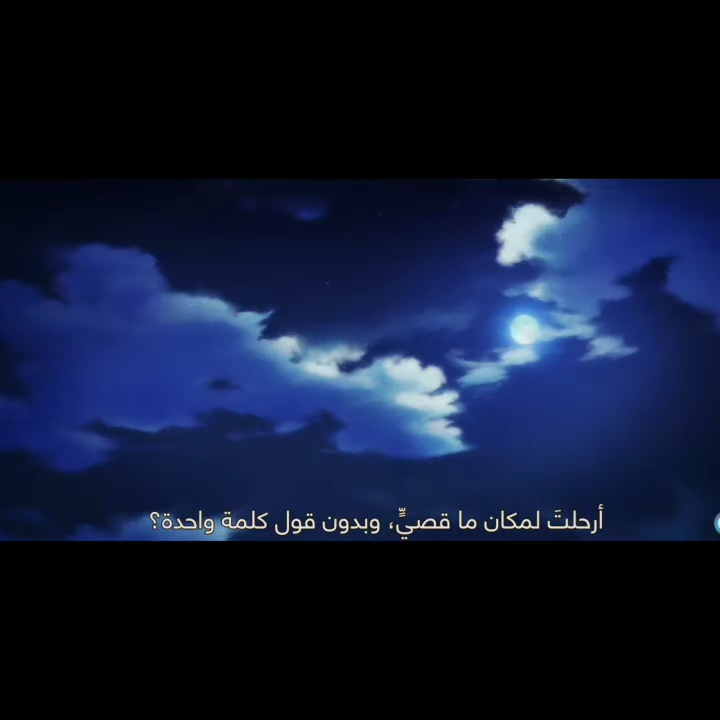 أرحلتَ لمكان ما قصيٍّ، وبدون قول كلمة واحدة؟